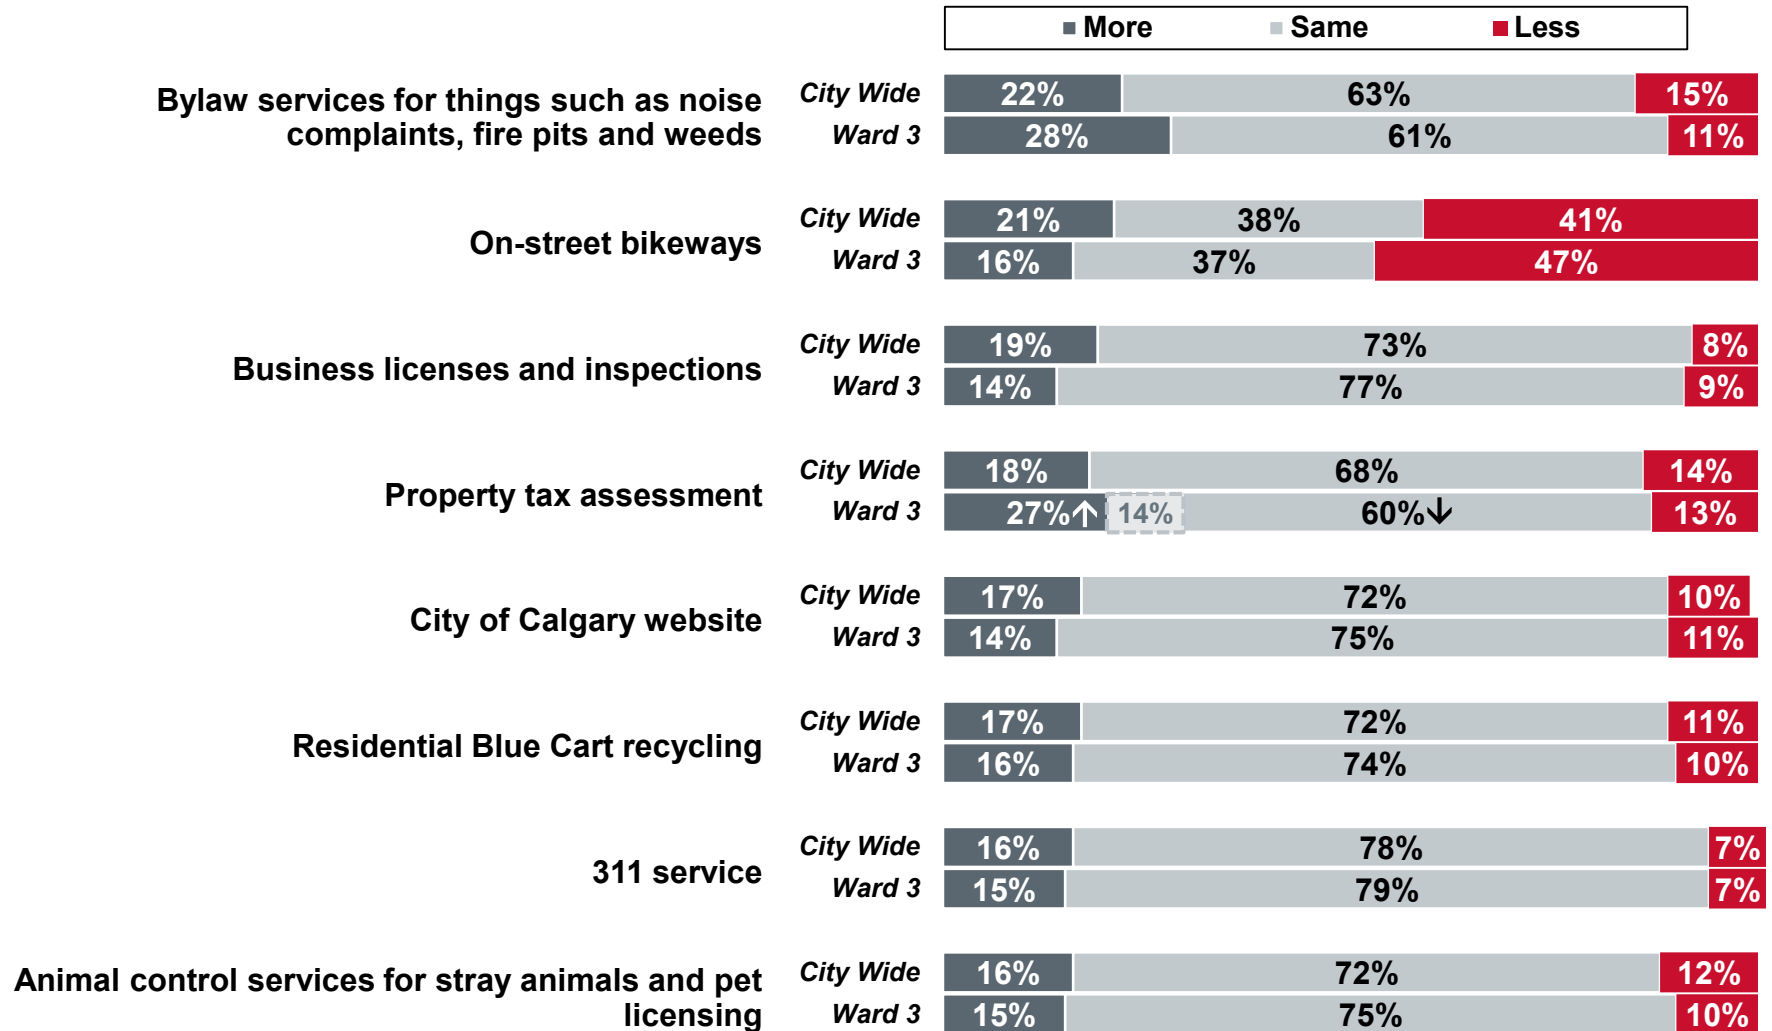 More Same Less
Bylaw services for things such as noise
complaints, fire pits and weeds
City Wide 22% 63% 15%
Ward 3 28% 61% 11%
On-street bikeways
City Wide 21% 38% 41%
Ward 3 16% 37% 47%
Business licenses and inspections
City Wide 19% 73% 8%
Ward 3 14% 77% 9%
Property tax assessment
City Wide 18% 68% 14%
Ward 3 27%↑ 14% 60%↓ 13%
City of Calgary website
City Wide 17% 72% 10%
Ward 3 14% 75% 11%
Residential Blue Cart recycling
City Wide 17% 72% 11%
Ward 3 16% 74% 10%
311 service
City Wide 16% 78% 7%
Ward 3 15% 79% 7%
Animal control services for stray animals and pet
licensing
City Wide 16% 72% 12%
Ward 3 15% 75% 10%